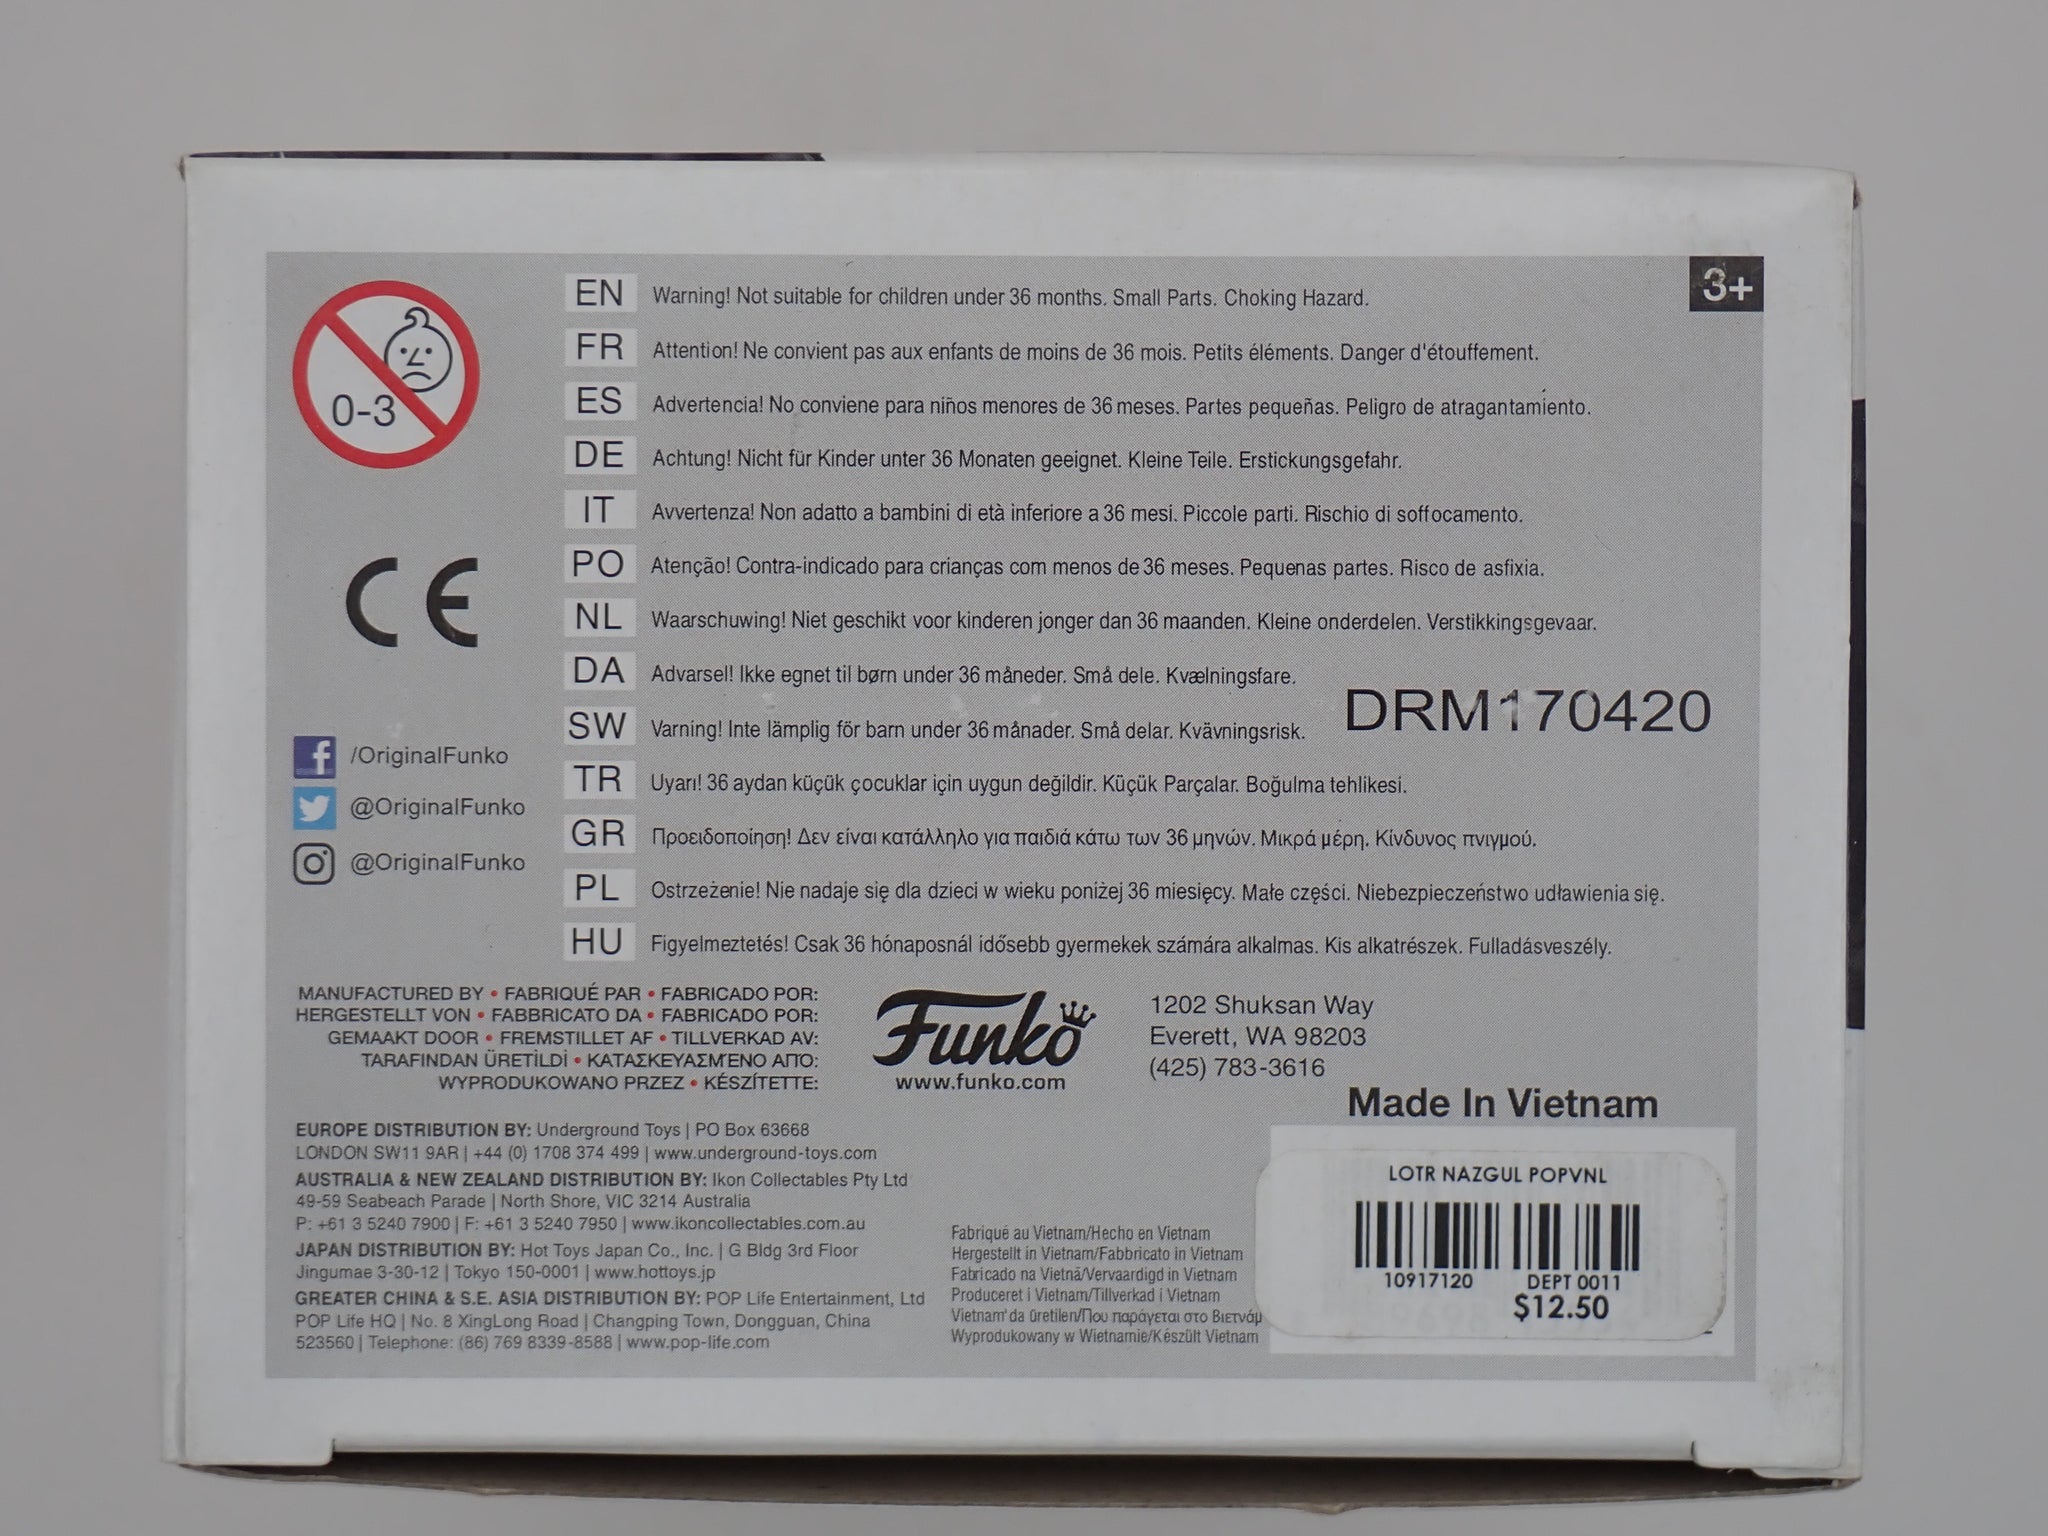 3+
0-3
EN Warning! Not suitable for children under 36 months. Small Parts. Choking Hazard.
FR Attention! Ne convient pas aux enfants de moins de 36 mois. Petits éléments. Danger d'étouffement.
ES Advertencia! No conviene para niños menores de 36 meses. Partes pequeñas. Peligro de atragantamiento.
DE Achtung! Nicht für Kinder unter 36 Monaten geeignet. Kleine Teile. Erstickungsgefahr.
IT Avvertenza! Non adatto a bambini di età inferiore a 36 mesi. Piccole parti. Rischio di soffocamento.
PO Atenção! Contra-indicado para crianças com menos de 36 meses. Pequenas partes. Risco de asfixia.
NL Waarschuwing! Niet geschikt voor kinderen jonger dan 36 maanden. Kleine onderdelen. Verstikkingsgevaar.
DA Advarsel! Ikke egnet til børn under 36 måneder. Små dele. Kvælningsfare.
SW Varning! Inte lämplig för barn under 36 månader. Små delar. Kvävningsrisk.
TR Uyarı! 36 aydan küçük çocuklar için uygun değildir. Küçük Parçalar. Boğulma tehlikesi.
GR Προειδοποίηση! Δεν είναι κατάλληλο για παιδιά κάτω των 36 μηνών. Μικρά μέρη. Κίνδυνος πνιγμού.
PL Ostrzeżenie! Nie nadaje się dla dzieci w wieku poniżej 36 miesięcy. Małe części. Niebezpieczeństwo udławienia się.
HU Figyelmeztetés! Csak 36 hónaposnál idősebb gyermekek számára alkalmas. Kis alkatrészek. Fulladásveszély.
DRM170420
CE
/OriginalFunko
@OriginalFunko
@OriginalFunko
MANUFACTURED BY • FABRIQUÉ PAR • FABRICADO POR:
HERGESTELLT VON • FABBRICATO DA • FABRICADO POR:
GEMAAKT DOOR • FREMSTILLET AF • TILLVERKAD AV:
TARAFINDAN ÜRETİLDİ • ΚΑΤΑΣΚΕΥΑΣΜΈΝΟ ΑΠΌ:
WYPRODUKOWANO PRZEZ • KÉSZÍTETTE:
Funko
www.funko.com
1202 Shuksan Way
Everett, WA 98203
(425) 783-3616
Made In Vietnam
EUROPE DISTRIBUTION BY: Underground Toys | PO Box 63668
LONDON SW11 9AR | +44 (0) 1708 374 499 | www.underground-toys.com
AUSTRALIA & NEW ZEALAND DISTRIBUTION BY: Ikon Collectables Pty Ltd
49-59 Seabeach Parade | North Shore, VIC 3214 Australia
P: +61 3 5240 7900 | F: +61 3 5240 7950 | www.ikoncollectables.com.au
JAPAN DISTRIBUTION BY: Hot Toys Japan Co., Inc. | G Bldg 3rd Floor
Jingumae 3-30-12 | Tokyo 150-0001 | www.hottoys.jp
GREATER CHINA & S.E. ASIA DISTRIBUTION BY: POP Life Entertainment, Ltd
POP Life HQ | No. 8 XingLong Road | Changping Town, Dongguan, China
523560 | Telephone: (86) 769 8339-8588 | www.pop-life.com
Fabriqué au Vietnam/Hecho en Vietnam
Hergestellt in Vietnam/Fabbricato in Vietnam
Fabricado na Vietnã/Vervaardigd in Vietnam
Produceret i Vietnam/Tillverkad i Vietnam
Vietnam'da üretilen/Που παράγεται στο Βιετνάμ
Wyprodukowany w Wietnamie/Készült Vietnam
LOTR NAZGUL POPVNL
10917120 DEPT 0011
$12.50